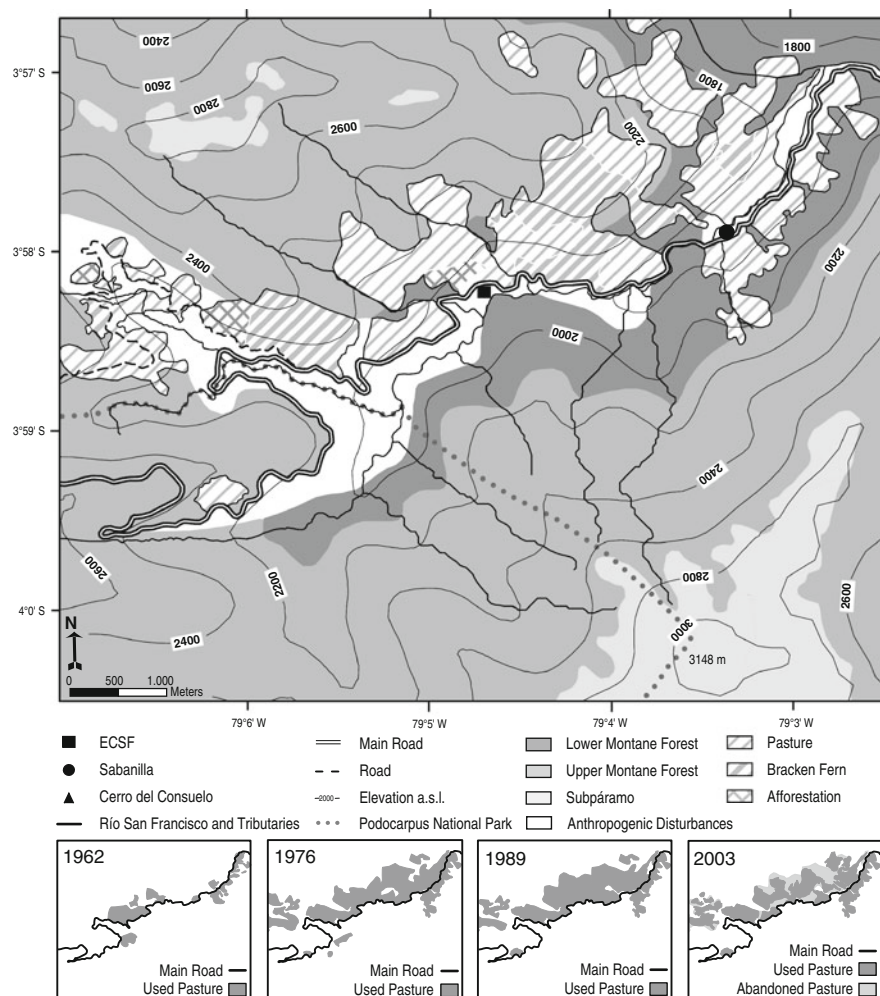 2400
1800
3°57' S
2600
2800
1800
2600
2200
3°58' S
2400
2200
2000
3°59' S
2400
2600
2200
2800
2600
4°0' S
N
2400
3000
3148 m
0 500 1.000
Meters
79°6' W 79°5' W 79°4' W 79°3' W
ECSF Main Road Lower Montane Forest Pasture
Sabanilla Road Upper Montane Forest Bracken Fern
Cerro del Consuelo -2000- Elevation a.s.l. Subpáramo Afforestation
Río San Francisco and Tributaries Podocarpus National Park Anthropogenic Disturbances
1962
Main Road
Used Pasture
1976
Main Road
Used Pasture
1989
Main Road
Used Pasture
2003
Main Road
Used Pasture
Abandoned Pasture